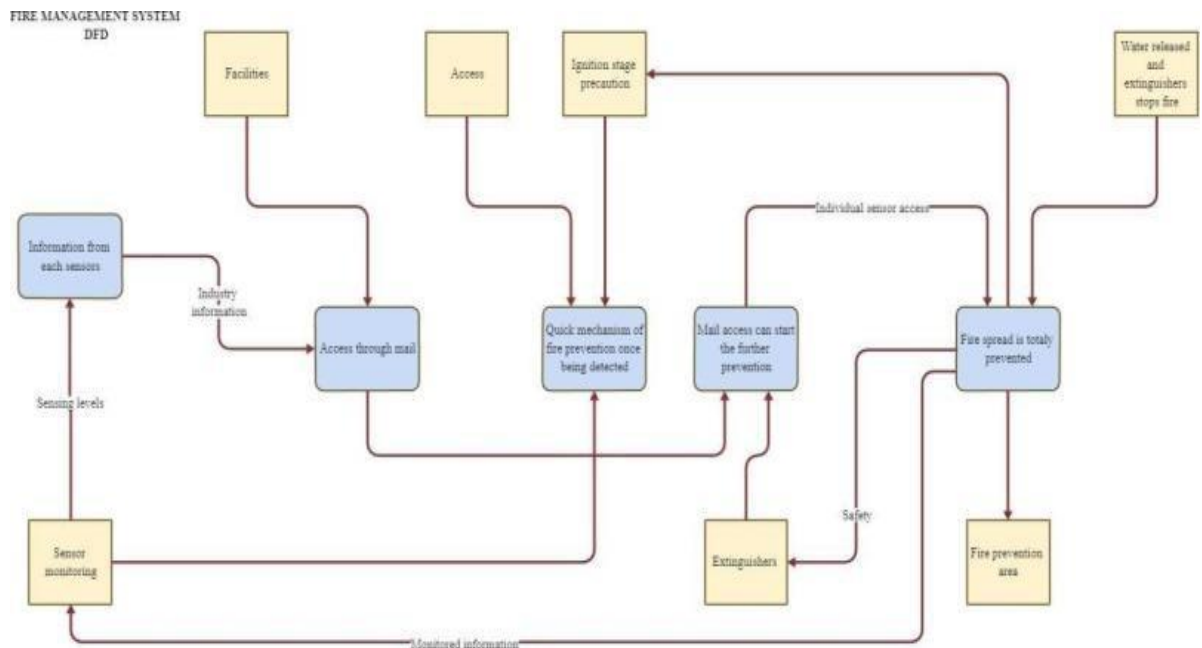 FIRE MANAGEMENT SYSTEM
DFD
Facilities
Access
Ignition stage
precaution
Water released
and
extinguishers
stops fire
Individual sensor access
Information from
each sensors
Industry
information
Access through mail
Quick mechanism of
fire prevention once
being detected
Mail access can start
the further
prevention
Fire spread is totaly
prevented
Sensing levels
Safety
Sensor
monitoring
Extinguishers
Fire prevention
area
Monitored information